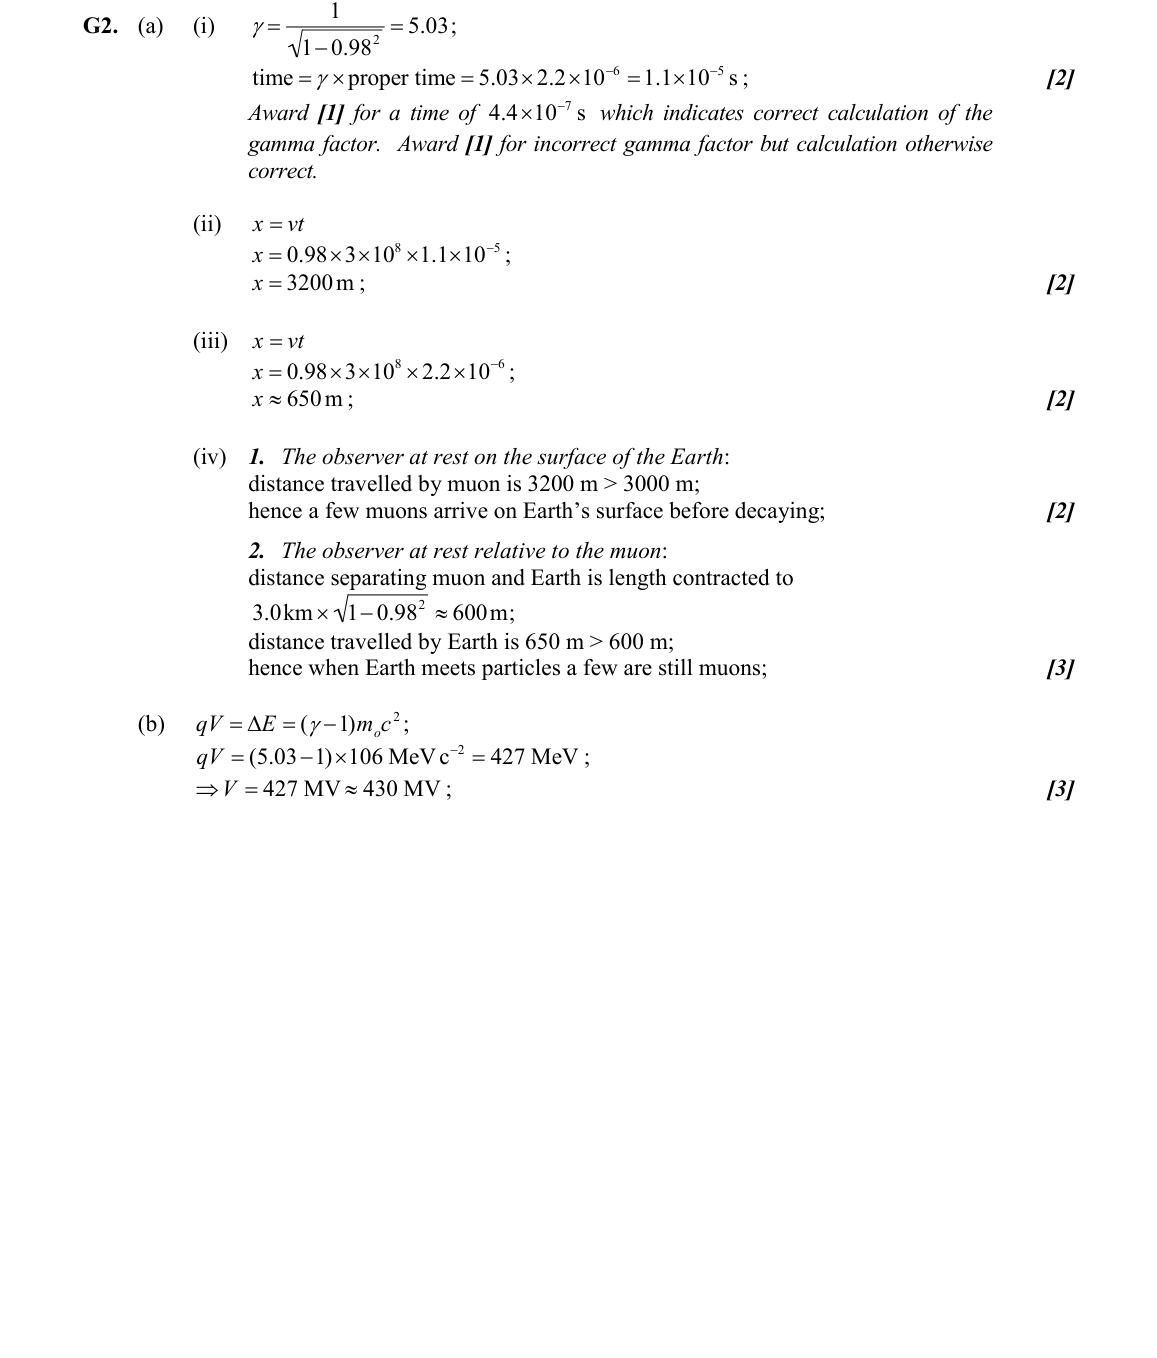 G2. (a) (i) γ = 1/√(1−0.98²) = 5.03;
time = γ × proper time = 5.03×2.2×10⁻⁶ = 1.1×10⁻⁵ s; [2]
Award [1] for a time of 4.4×10⁻⁷ s which indicates correct calculation of the
gamma factor. Award [1] for incorrect gamma factor but calculation otherwise
correct.
(ii) x = vt
x = 0.98×3×10⁸×1.1×10⁻⁵;
x = 3200 m; [2]
(iii) x = vt
x = 0.98×3×10⁸×2.2×10⁻⁶;
x ≈ 650 m; [2]
(iv) 1. The observer at rest on the surface of the Earth:
distance travelled by muon is 3200 m > 3000 m;
hence a few muons arrive on Earth's surface before decaying; [2]
2. The observer at rest relative to the muon:
distance separating muon and Earth is length contracted to
3.0 km × √(1−0.98²) ≈ 600 m;
distance travelled by Earth is 650 m > 600 m;
hence when Earth meets particles a few are still muons; [3]
(b) qV = ΔE = (γ−1)mₒc²;
qV = (5.03−1)×106 MeV c⁻² = 427 MeV;
⇒ V = 427 MV ≈ 430 MV; [3]